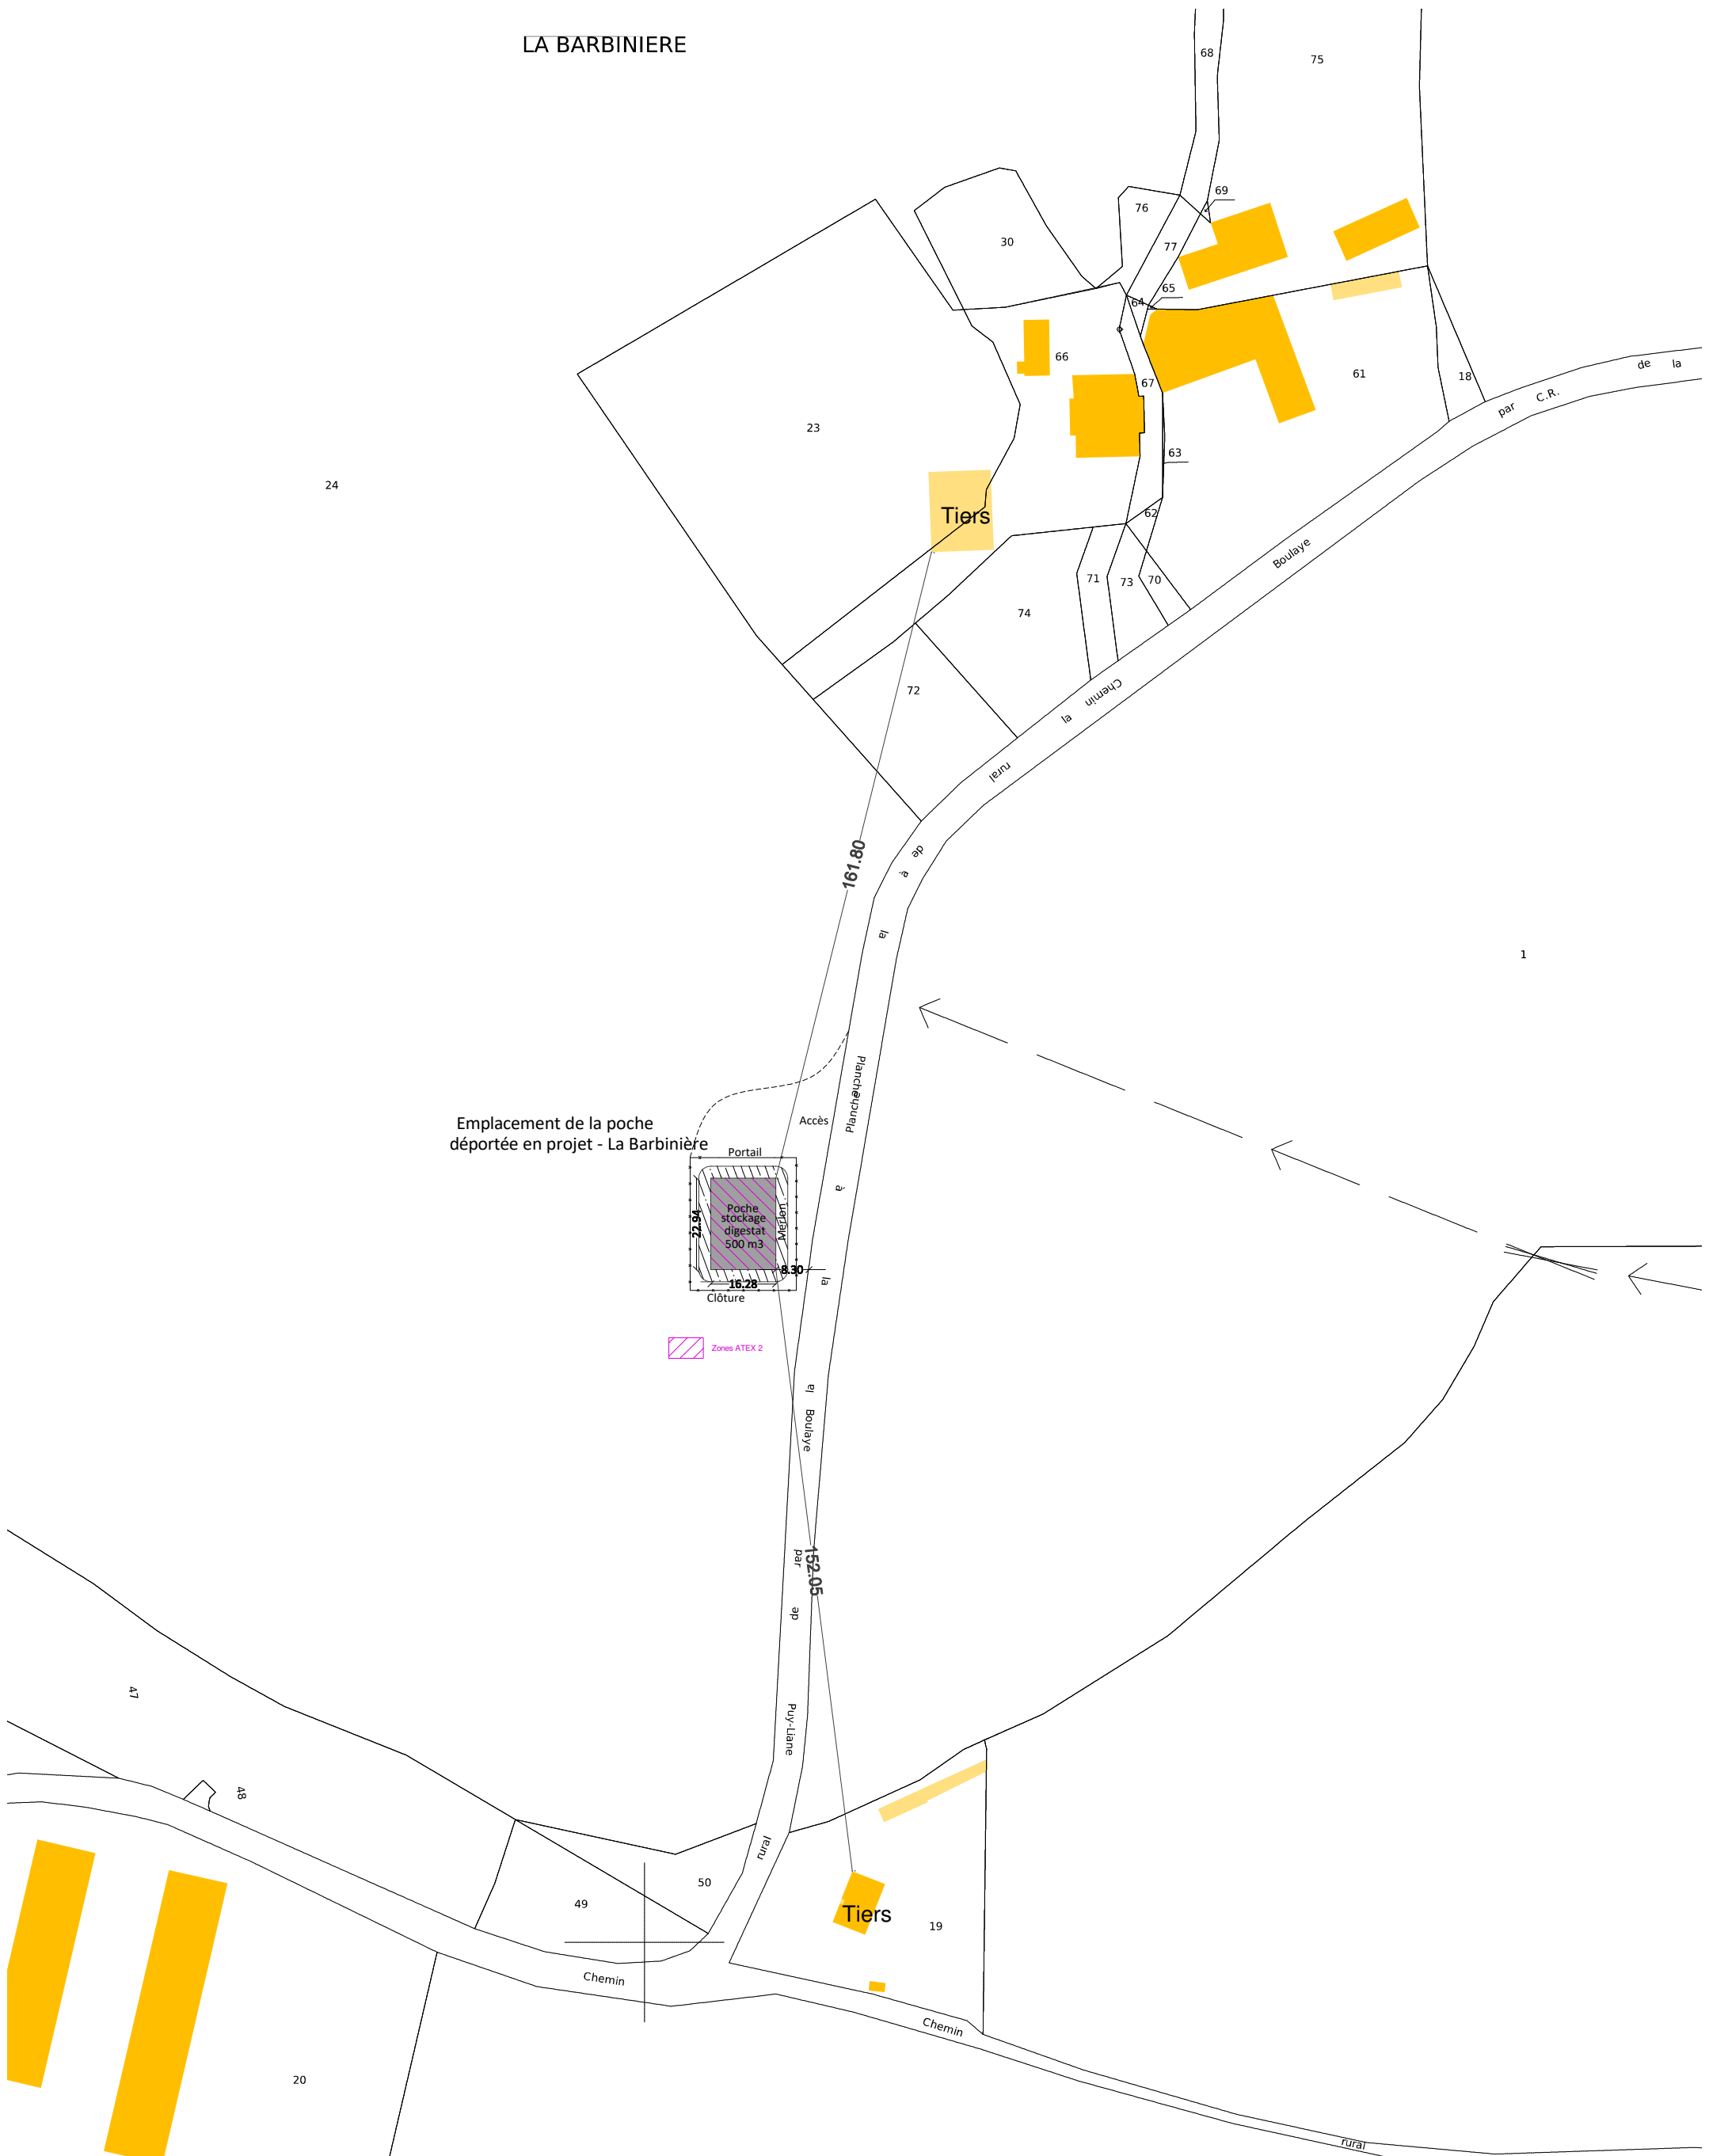 LA BARBINIERE
68
75
69
76
30
77
65
64
66
67
61
18
par C.R. de la
23
63
24
Tiers
62
Boulaye
71
73
70
74
72
Chemin
la
rural
161.80
de
à
la
1
Planche
Planche
Accès
Emplacement de la poche
déportée en projet - La Barbinière
Portail
à
Poche
stockage
digestat
500 m3
22.94
Merlon
8.30
16.28
la
Clôture
Zones ATEX 2
la
Boulaye
par
152.05
de
47
Puy-Liane
48
rural
50
49
Tiers
19
Chemin
Chemin
20
rural